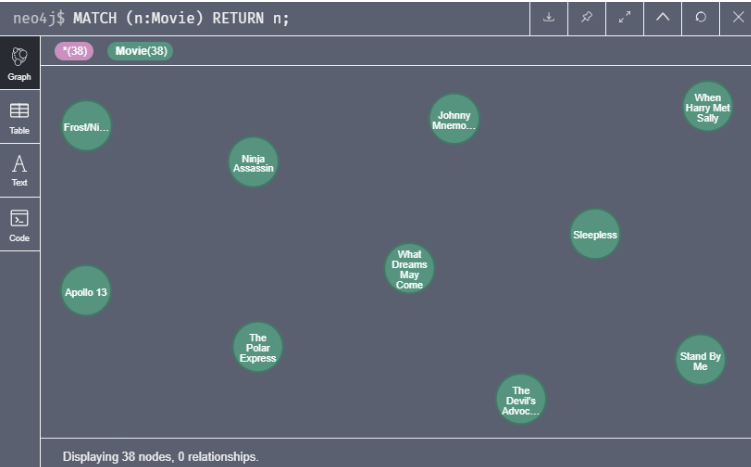 neo4j$ MATCH (n:Movie) RETURN n;
*(38) Movie(38)
Graph
Table
Text
Code
Frost/Ni...
Ninja
Assassin
Johnny
Mnemo...
When
Harry Met
Sally
Sleepless
What
Dreams
May
Come
Apollo 13
The
Polar
Express
Stand By
Me
The
Devil's
Advoc...
Displaying 38 nodes, 0 relationships.